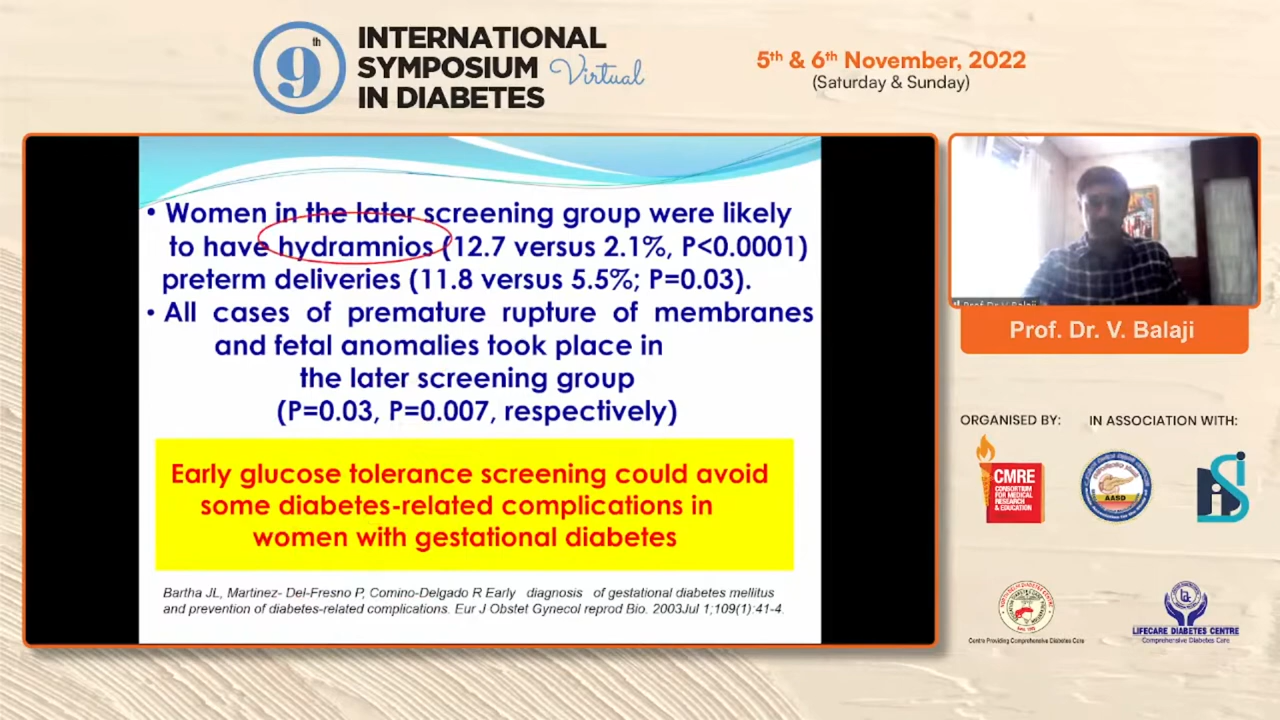 9th
INTERNATIONAL
SYMPOSIUM Virtual
IN DIABETES
5th & 6th November, 2022
(Saturday & Sunday)
• Women in the later screening group were likely
to have hydramnios (12.7 versus 2.1%, P<0.0001)
preterm deliveries (11.8 versus 5.5%; P=0.03).
• All cases of premature rupture of membranes
and fetal anomalies took place in
the later screening group
(P=0.03, P=0.007, respectively)
Early glucose tolerance screening could avoid
some diabetes-related complications in
women with gestational diabetes
Bartha JL, Martinez- Del-Fresno P, Comino-Delgado R Early diagnosis of gestational diabetes mellitus
and prevention of diabetes-related complications. Eur J Obstet Gynecol reprod Bio. 2003Jul 1;109(1):41-4.
Prof. Dr. V. Balaji
Prof. Dr. V. Balaji
ORGANISED BY:
IN ASSOCIATION WITH:
CMRE
CONSORTIUM
FOR MEDICAL
RESEARCH
& EDUCATION
AASD
Centre Providing Comprehensive Diabetes Care
LIFECARE DIABETES CENTRE
Comprehensive Diabetes Care